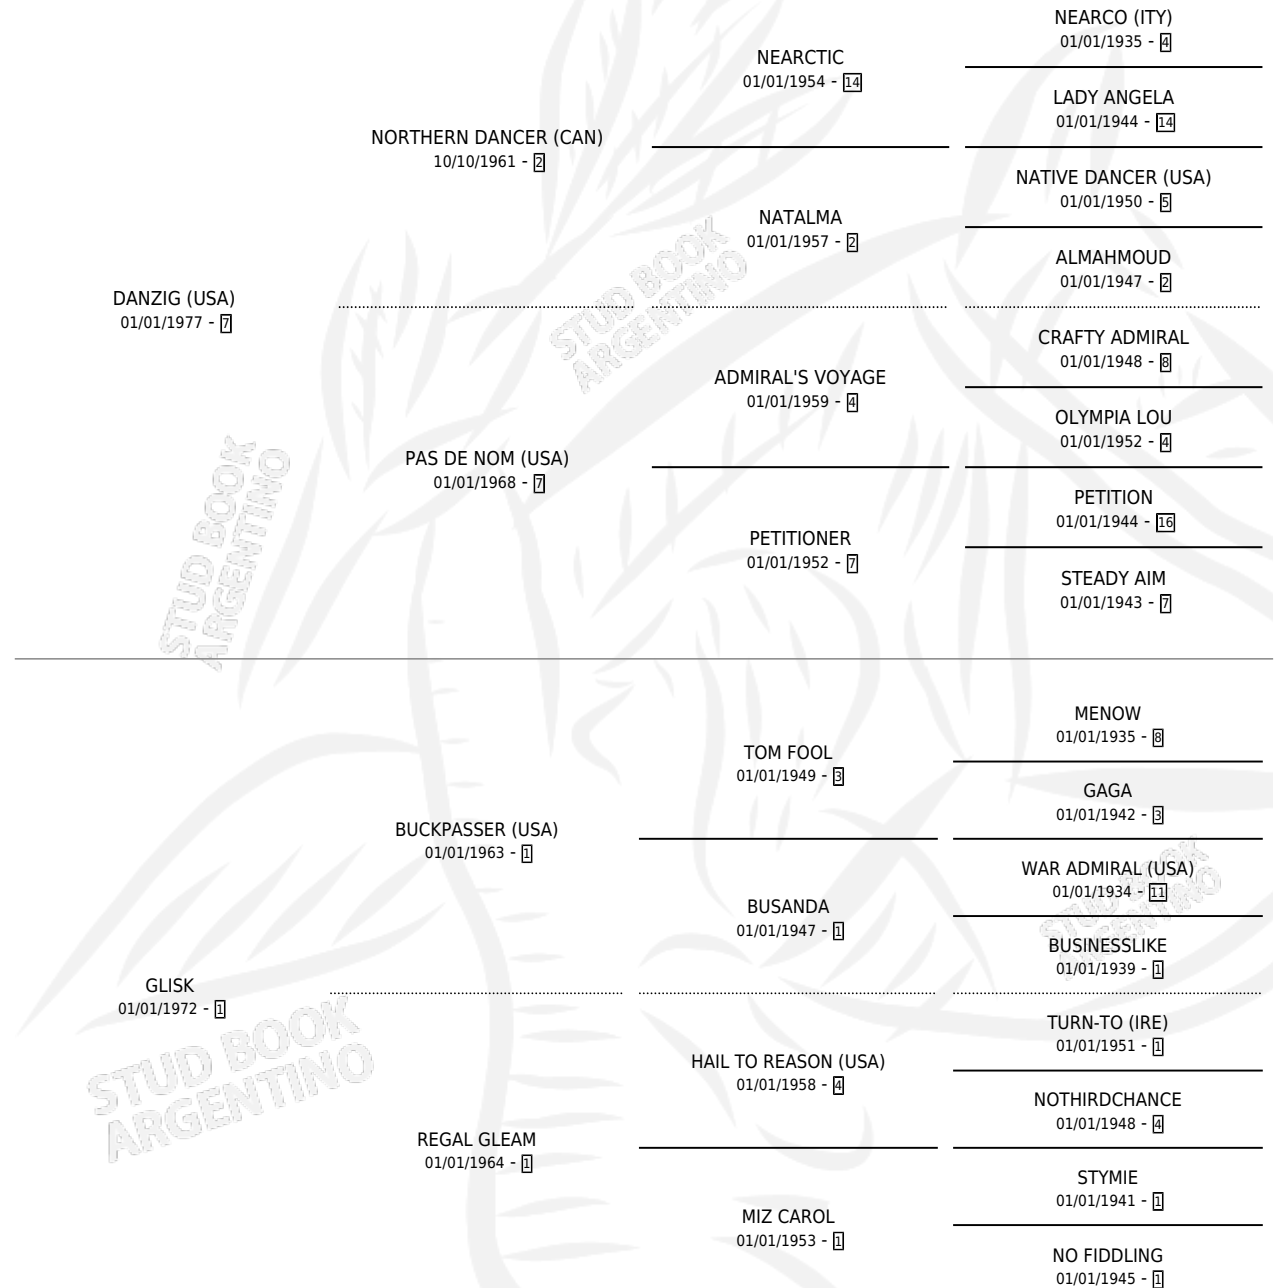 NEARCO (ITY)
01/01/1935 - 4
NEARCTIC
01/01/1954 - 14
LADY ANGELA
01/01/1944 - 14
NORTHERN DANCER (CAN)
10/10/1961 - 2
NATIVE DANCER (USA)
01/01/1950 - 5
NATALMA
01/01/1957 - 2
ALMAHMOUD
01/01/1947 - 2
DANZIG (USA)
01/01/1977 - 7
CRAFTY ADMIRAL
01/01/1948 - 8
ADMIRAL'S VOYAGE
01/01/1959 - 4
OLYMPIA LOU
01/01/1952 - 4
PAS DE NOM (USA)
01/01/1968 - 7
PETITION
01/01/1944 - 16
PETITIONER
01/01/1952 - 7
STEADY AIM
01/01/1943 - 7
MENOW
01/01/1935 - 8
TOM FOOL
01/01/1949 - 3
GAGA
01/01/1942 - 3
BUCKPASSER (USA)
01/01/1963 - 1
WAR ADMIRAL (USA)
01/01/1934 - 11
BUSANDA
01/01/1947 - 1
BUSINESSLIKE
01/01/1939 - 1
GLISK
01/01/1972 - 1
TURN-TO (IRE)
01/01/1951 - 1
HAIL TO REASON (USA)
01/01/1958 - 4
NOTHIRDCHANCE
01/01/1948 - 4
REGAL GLEAM
01/01/1964 - 1
STYMIE
01/01/1941 - 1
MIZ CAROL
01/01/1953 - 1
NO FIDDLING
01/01/1945 - 1
STUD BOOK
ARGENTINO
STUD BOOK
ARGENTINO
STUD BOOK
ARGENTINO
STUD BOOK
ARGENTINO